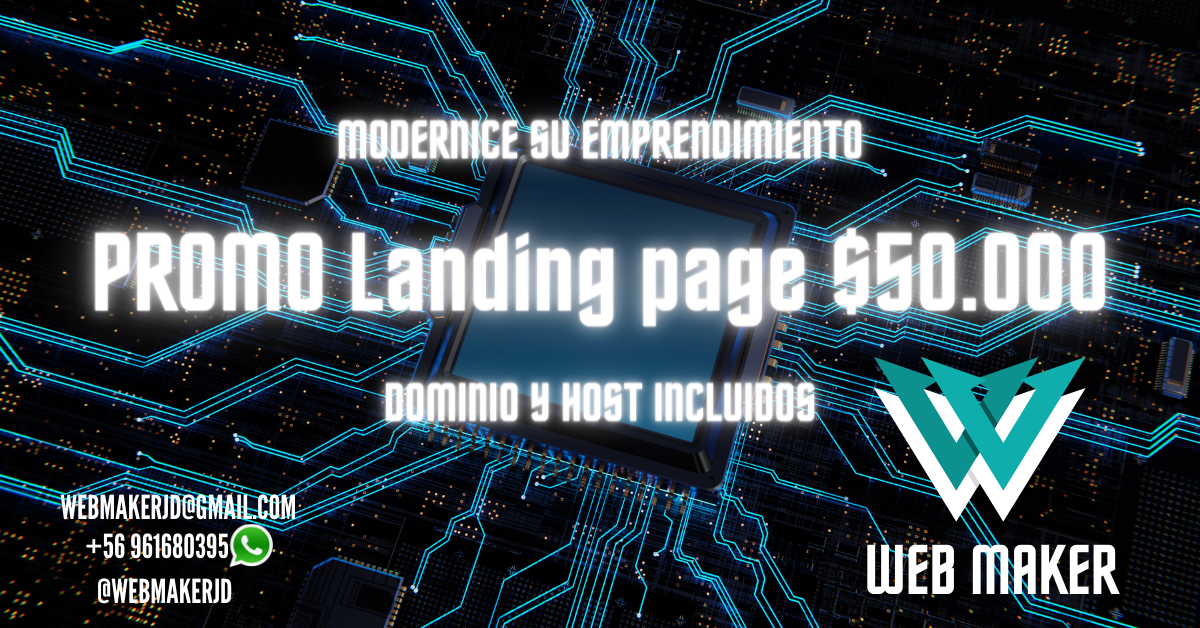 MODERNICE SU EMPRENDIMIENTO
PROMO Landing page $50.000
DOMINIO Y HOST INCLUIDOS
WEBMAKERJD@GMAIL.COM
+56 961680395
@WEBMAKERJD
WEB MAKER